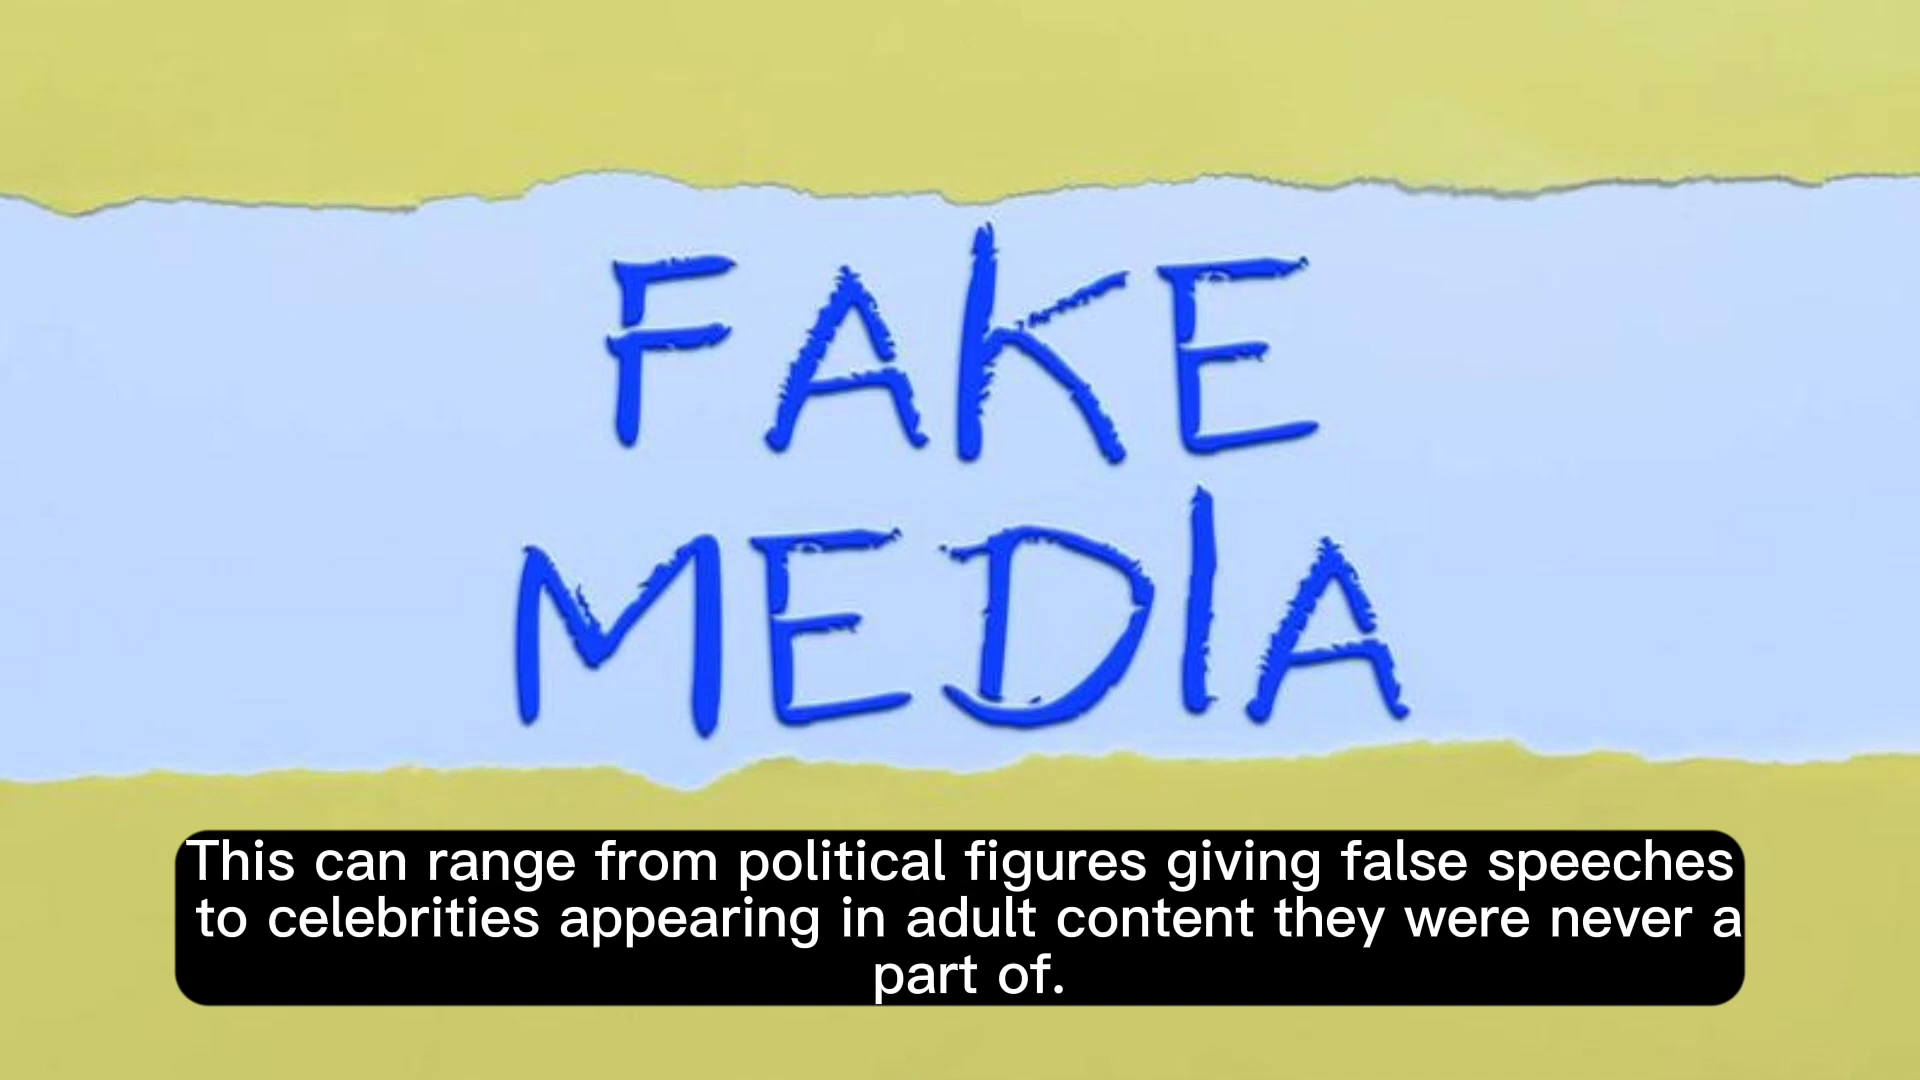 FAKE
MEDIA
This can range from political figures giving false speeches
to celebrities appearing in adult content they were never a
part of.